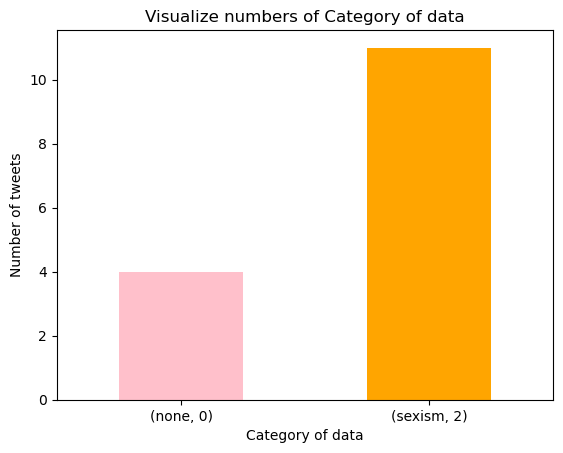 Visualize numbers of Category of data
10
8
6
4
2
0
Number of tweets
(none, 0)
(sexism, 2)
Category of data